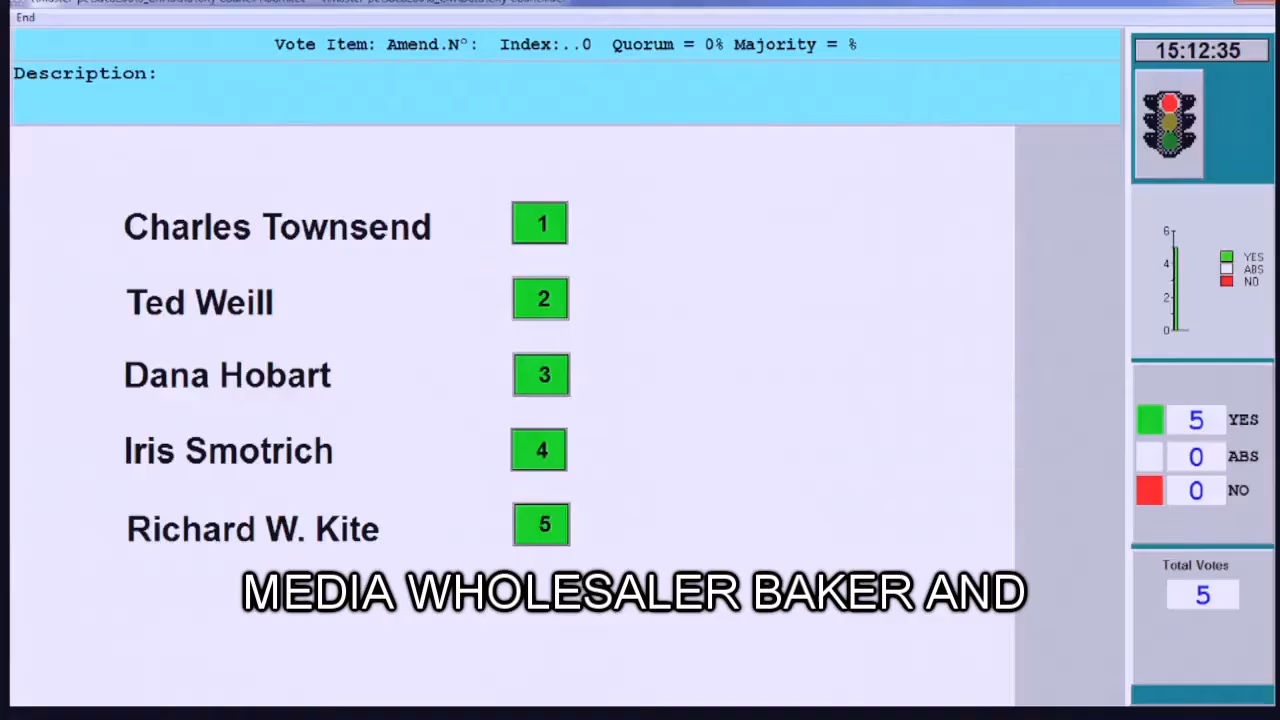 End
Vote Item: Amend.N°: Index:..0 Quorum = 0% Majority = %
Description:
15:12:35
Charles Townsend 1
Ted Weill 2
Dana Hobart 3
Iris Smotrich 4
Richard W. Kite 5
6
4
2
0
YES
ABS
NO
5 YES
0 ABS
0 NO
Total Votes
5
MEDIA WHOLESALER BAKER AND